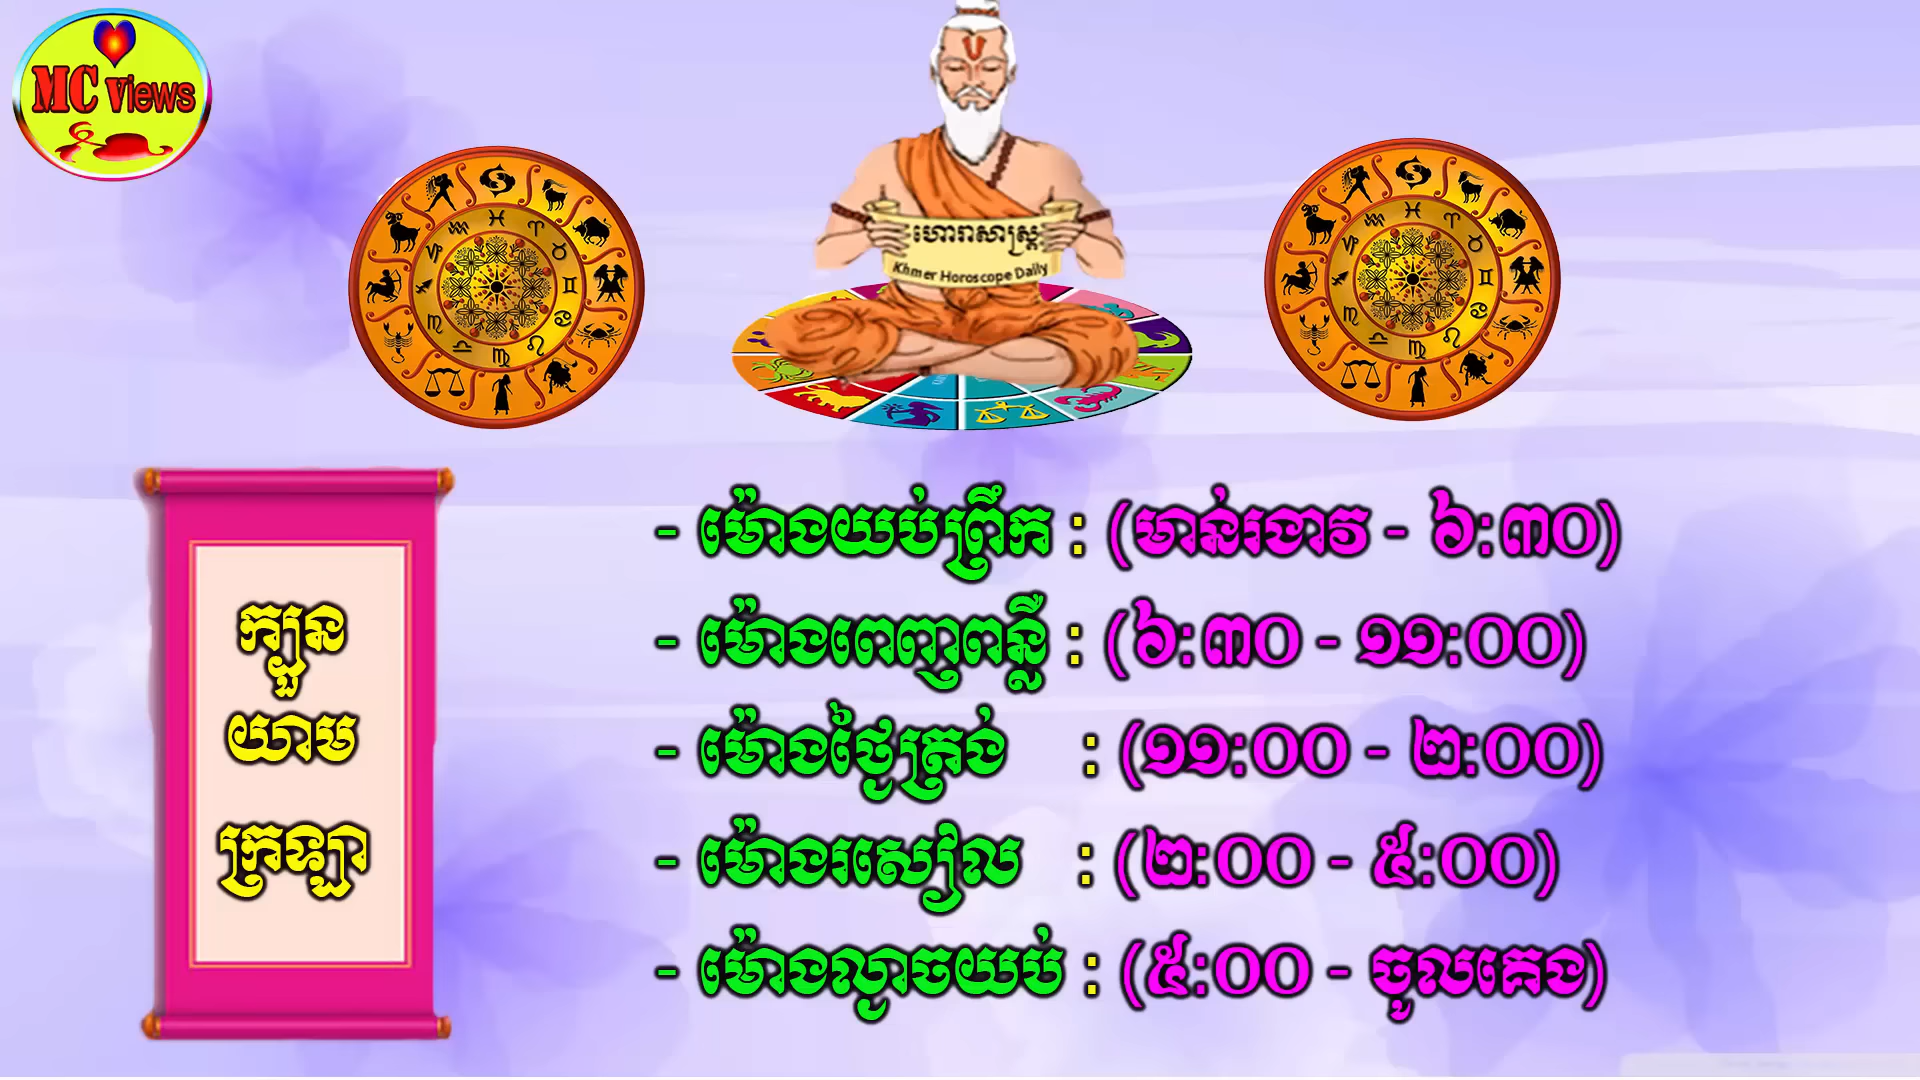 MC Views
ហោរាសាស្ត្រ
Khmer Horoscope Daily
ក្បួន
យាម
ក្រឡា
- ម៉ោងយប់ព្រឹក : (មាន់រងាវ - ៦:៣០)
- ម៉ោងពេញពន្លឺ : (៦:៣០ - ១១:០០)
- ម៉ោងថ្ងៃត្រង់ : (១១:០០ - ២:០០)
- ម៉ោងរសៀល : (២:០០ - ៥:០០)
- ម៉ោងល្ងាចយប់ : (៥:០០ - ចូលគេង)